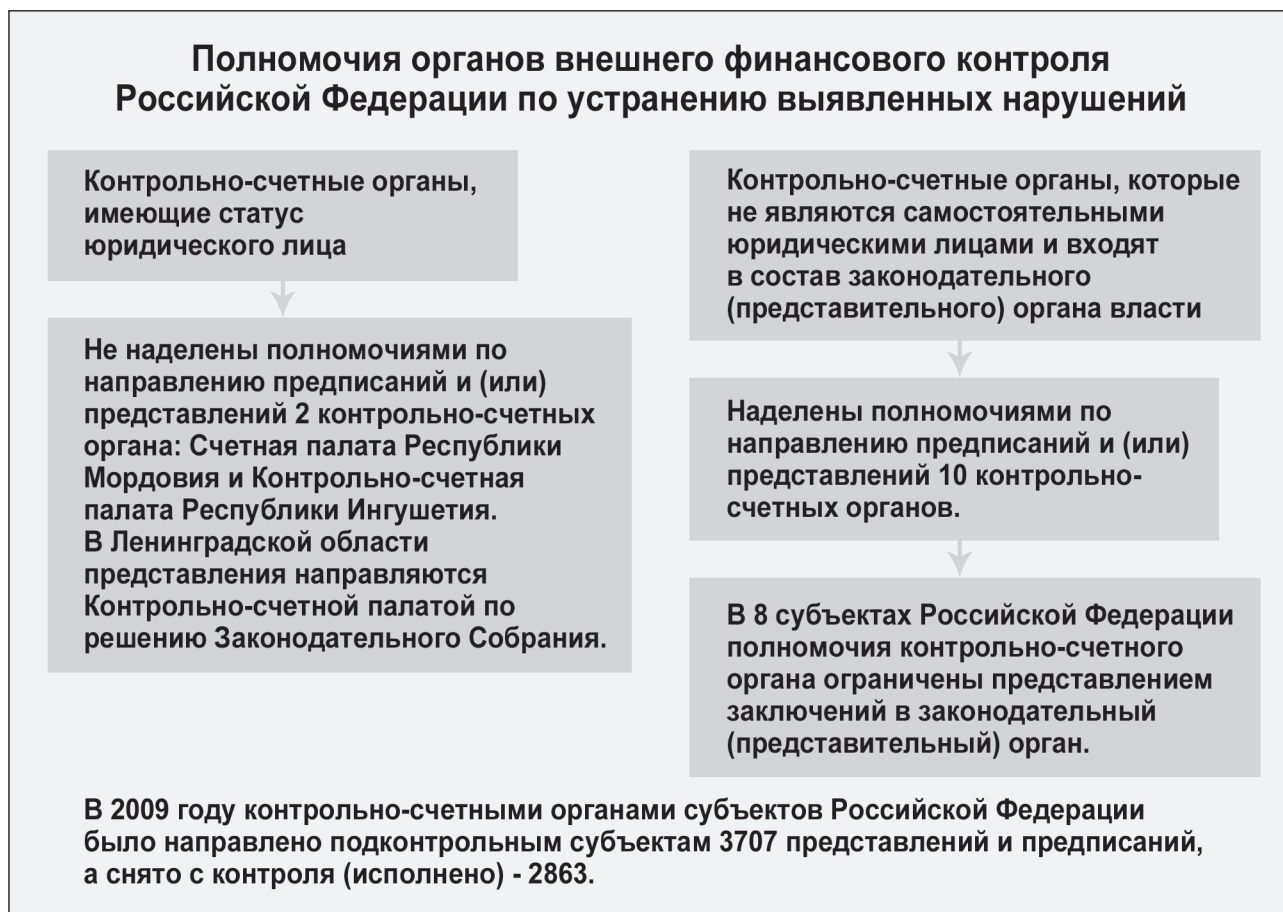 Полномочия органов внешнего финансового контроля
Российской Федерации по устранению выявленных нарушений
Контрольно-счетные органы,
имеющие статус
юридического лица
Не наделены полномочиями по
направлению предписаний и (или)
представлений 2 контрольно-счетных
органа: Счетная палата Республики
Мордовия и Контрольно-счетная
палата Республики Ингушетия.
В Ленинградской области
представления направляются
Контрольно-счетной палатой по
решению Законодательного Собрания.
Контрольно-счетные органы, которые
не являются самостоятельными
юридическими лицами и входят
в состав законодательного
(представительного) органа власти
Наделены полномочиями по
направлению предписаний и (или)
представлений 10 контрольно-
счетных органов.
В 8 субъектах Российской Федерации
полномочия контрольно-счетного
органа ограничены представлением
заключений в законодательный
(представительный) орган.
В 2009 году контрольно-счетными органами субъектов Российской Федерации
было направлено подконтрольным субъектам 3707 представлений и предписаний,
а снято с контроля (исполнено) - 2863.